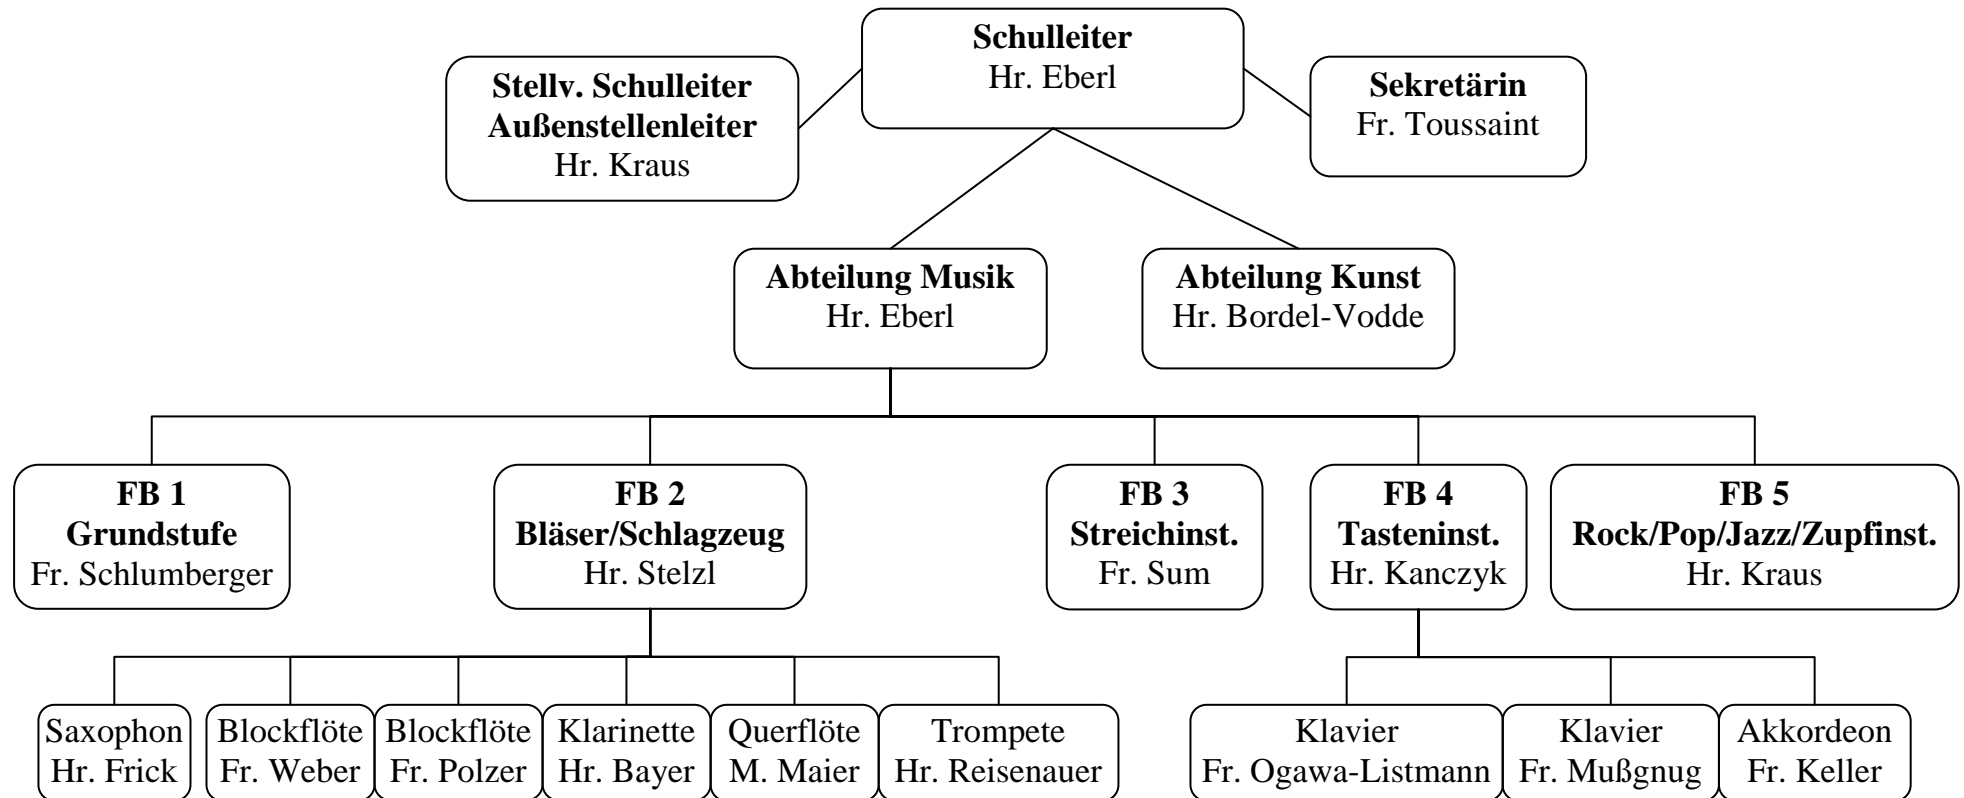 Schulleiter
Hr. Eberl
Stellv. Schulleiter
Außenstellenleiter
Hr. Kraus
Sekretärin
Fr. Toussaint
Abteilung Musik
Hr. Eberl
Abteilung Kunst
Hr. Bordel-Vodde
FB 1
Grundstufe
Fr. Schlumberger
FB 2
Bläser/Schlagzeug
Hr. Stelzl
FB 3
Streichinst.
Fr. Sum
FB 4
Tasteninst.
Hr. Kanczyk
FB 5
Rock/Pop/Jazz/Zupfinst.
Hr. Kraus
Saxophon
Hr. Frick
Blockflöte
Fr. Weber
Blockflöte
Fr. Polzer
Klarinette
Hr. Bayer
Querflöte
M. Maier
Trompete
Hr. Reisenauer
Klavier
Fr. Ogawa-Listmann
Klavier
Fr. Mußgnug
Akkordeon
Fr. Keller